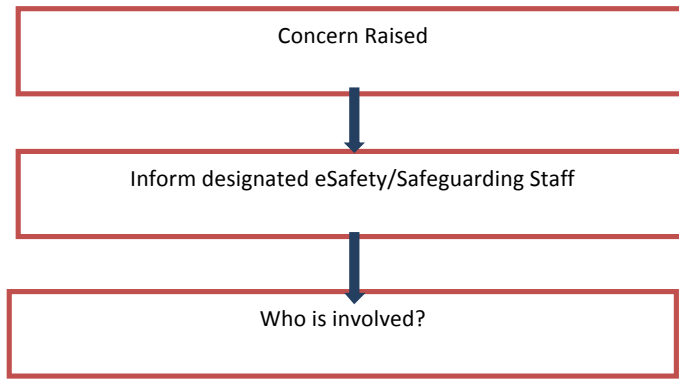 Concern Raised
Inform designated eSafety/Safeguarding Staff
Who is involved?